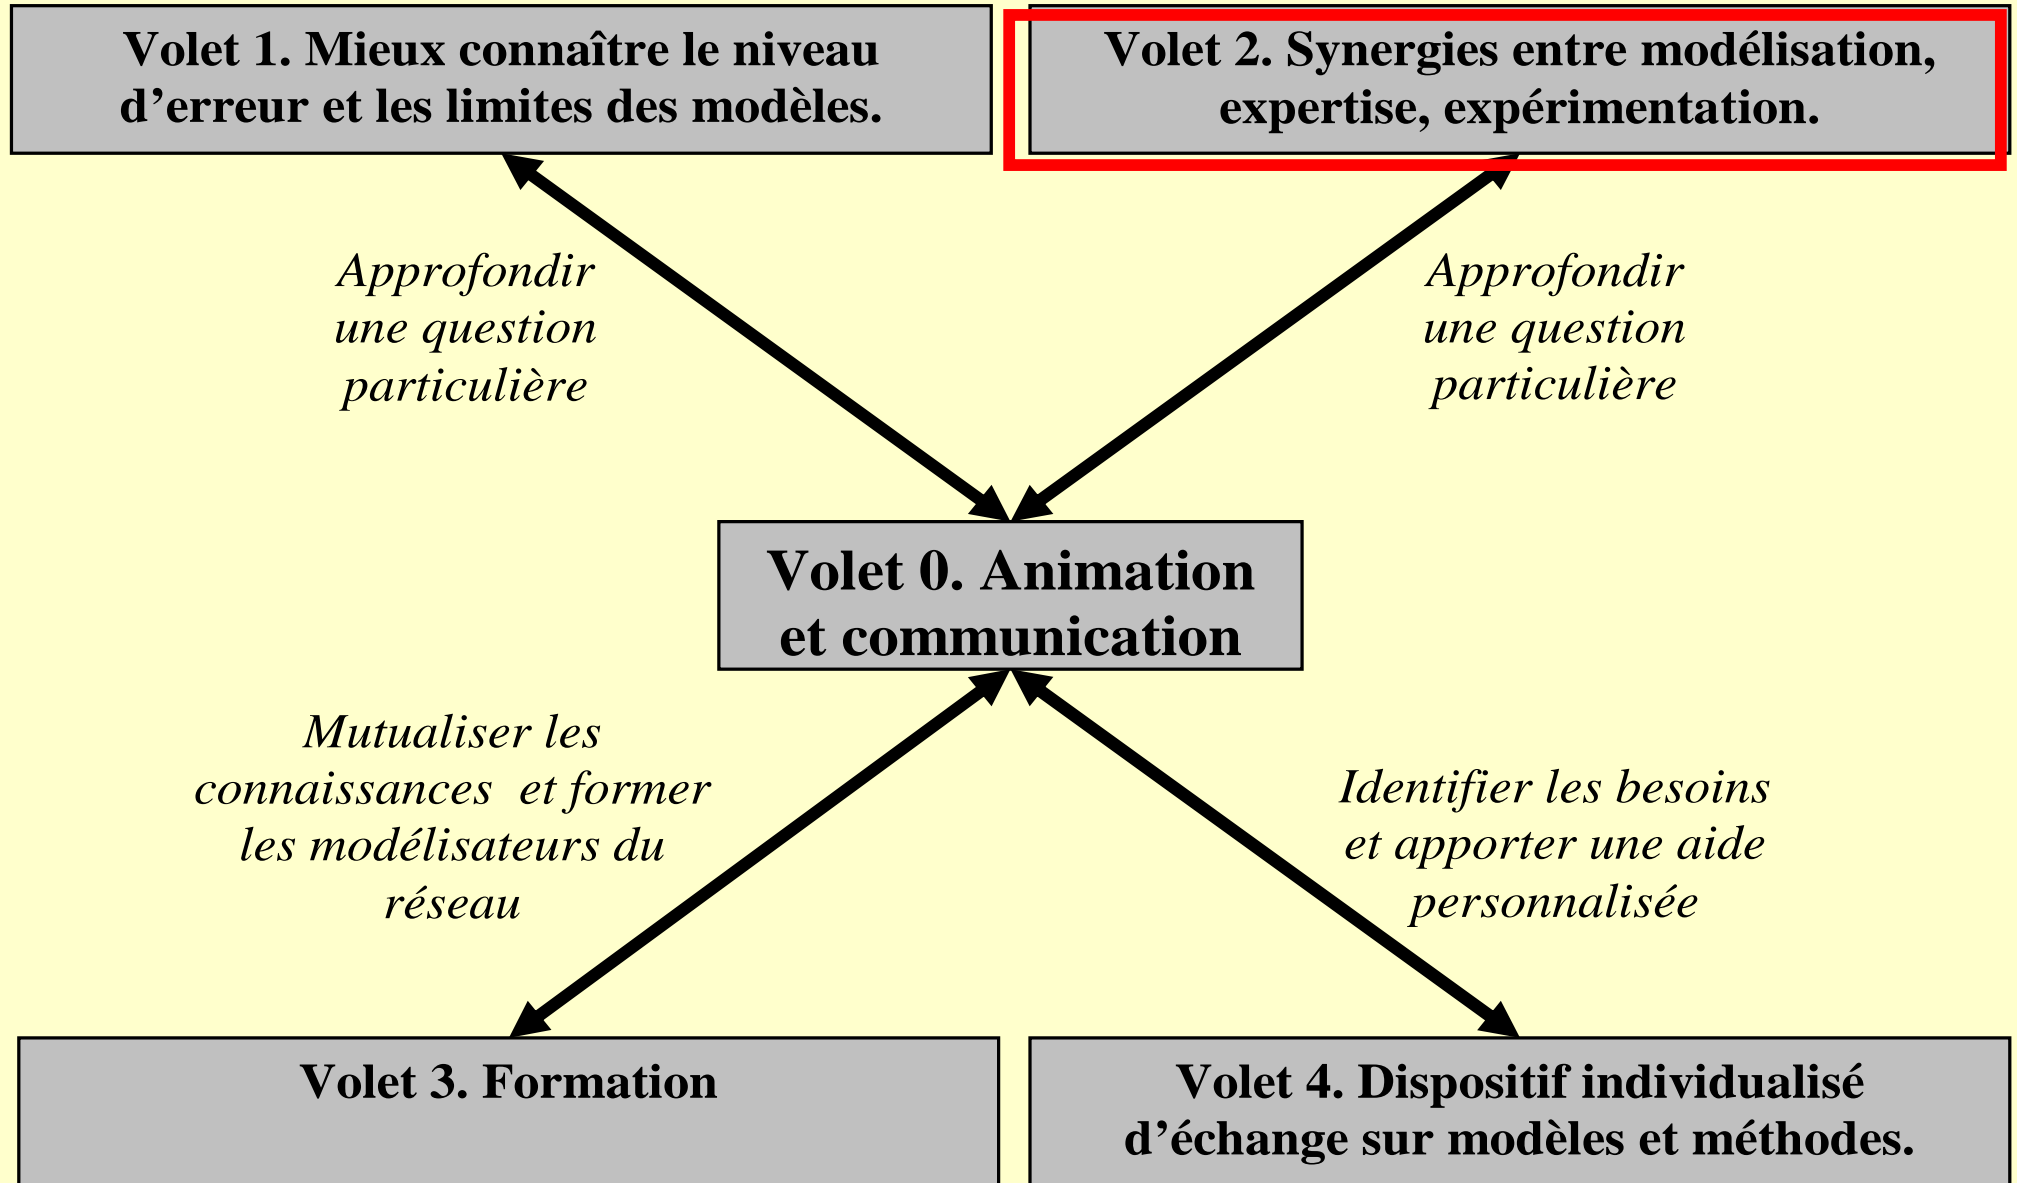 Volet 1. Mieux connaître le niveau
d’erreur et les limites des modèles.
Volet 2. Synergies entre modélisation,
expertise, expérimentation.
Approfondir
une question
particulière
Approfondir
une question
particulière
Volet 0. Animation
et communication
Mutualiser les
connaissances  et former
les modélisateurs du
réseau
Identifier les besoins
et apporter une aide
personnalisée
Volet 3. Formation
Volet 4. Dispositif individualisé
d’échange sur modèles et méthodes.